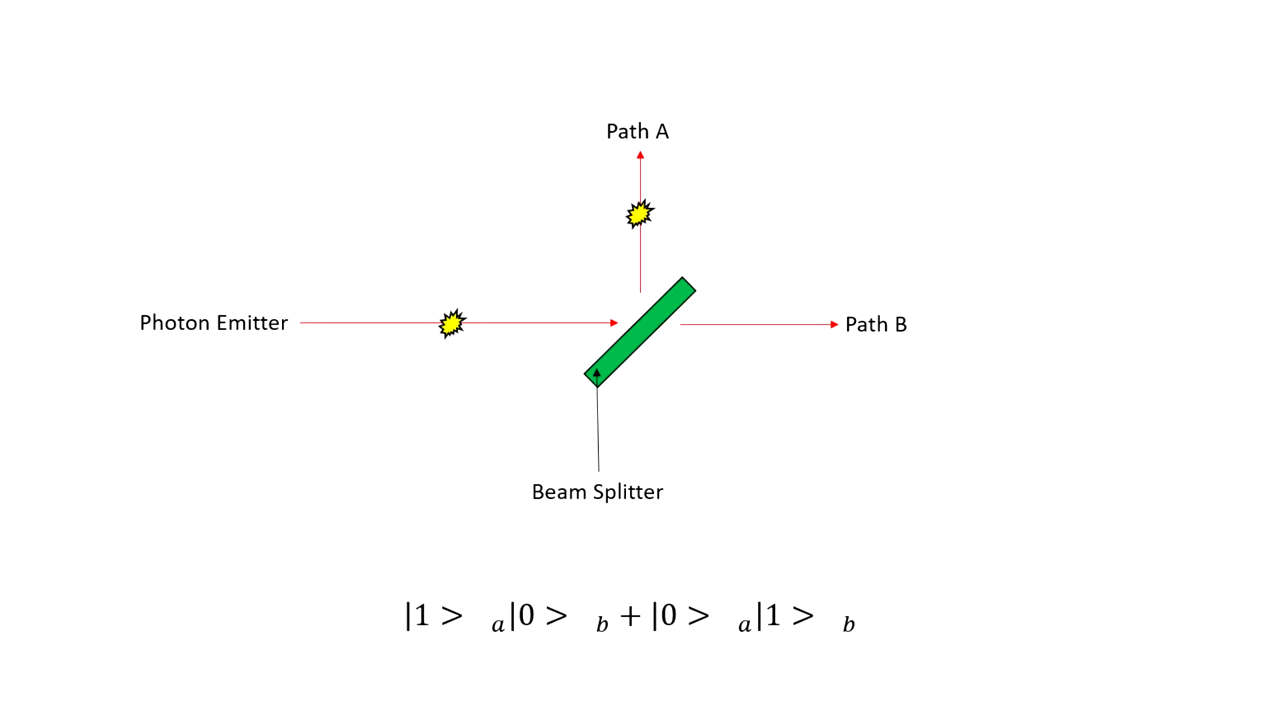 Path A
Photon Emitter
Path B
Beam Splitter
|1 > a|0 > b + |0 > a|1 > b